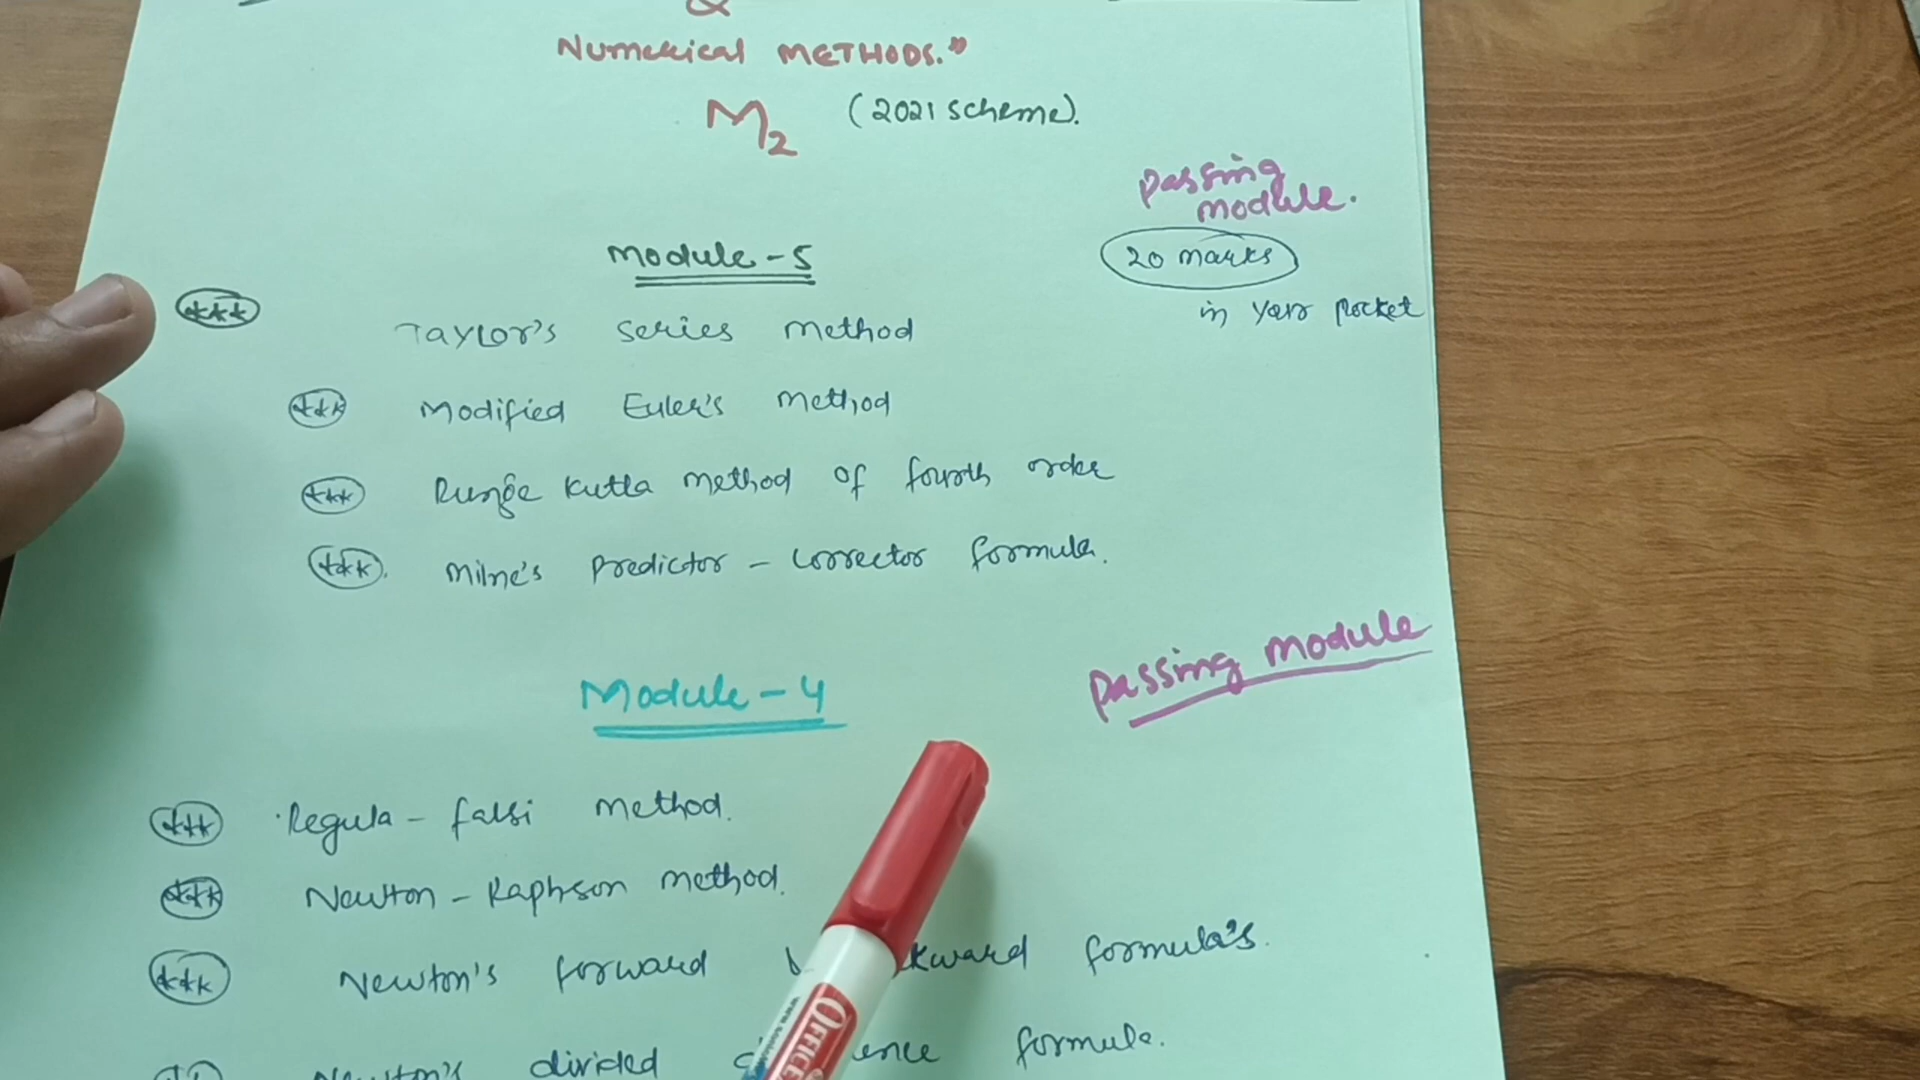 &
NUMERICAL METHODS."
M2 (2021 scheme).
Passing
module.
Module - 5
20 marks
in your pocket
***
TAYLOR'S series method
*** Modified Euler's method
*** Runge Kutta method of fourth order
***. Milne's predictor - corrector formula.
Module - 4
Passing module
*** Regula - falsi method.
*** Newton - Raphson method.
*** Newton's forward kward formula's.
Newton's divided ence formula.
OFFICE